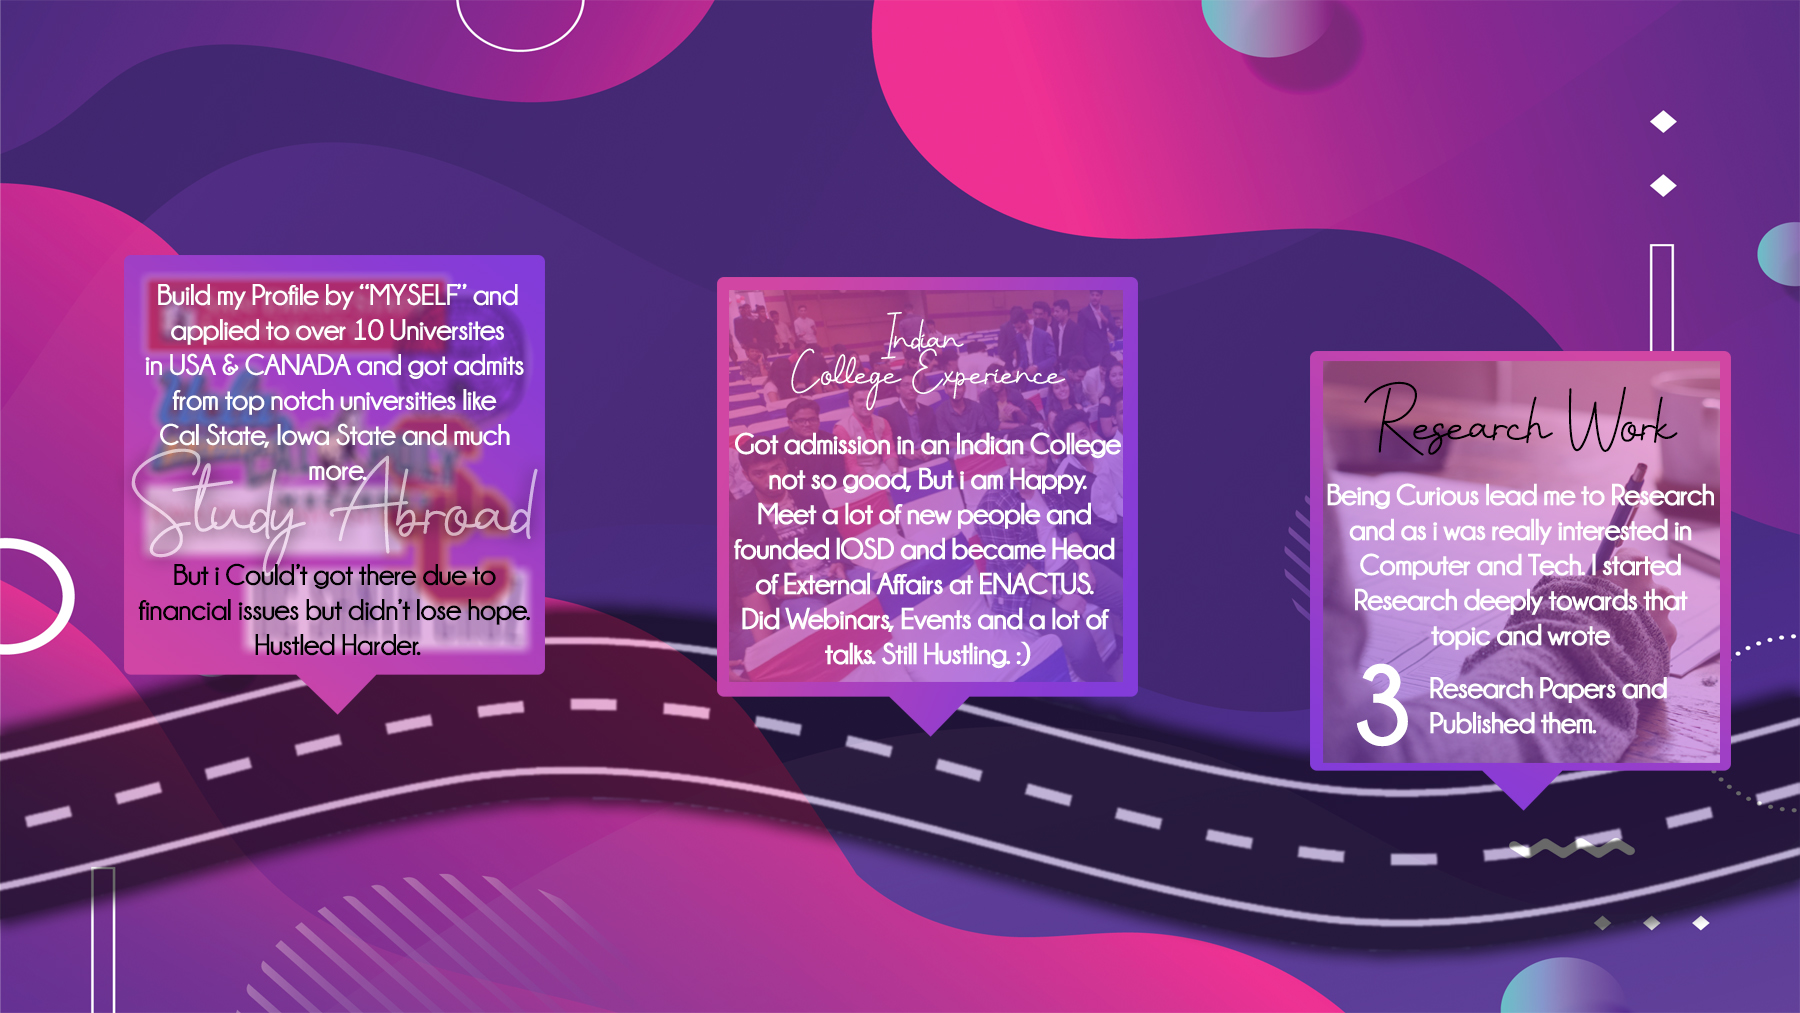 Build my Profile by “MYSELF” and
applied to over 10 Universites
in USA & CANADA and got admits
from top notch universities like
Cal State, Iowa State and much
more.
Study Abroad
But i Could't got there due to
financial issues but didn't lose hope.
Hustled Harder.
Indian
College Experience
Got admission in an Indian College
not so good, But i am Happy.
Meet a lot of new people and
founded IOSD and became Head
of External Affairs at ENACTUS.
Did Webinars, Events and a lot of
talks. Still Hustling. :)
Research Work
Being Curious lead me to Research
and as i was really interested in
Computer and Tech. I started
Research deeply towards that
topic and wrote
3
Research Papers and
Published them.